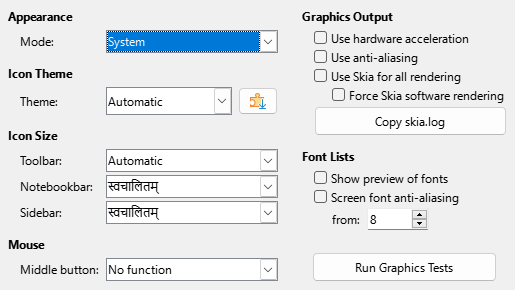 Appearance
Mode: System
Icon Theme
Theme: Automatic
Icon Size
Toolbar: Automatic
Notebookbar: स्वचालितम्
Sidebar: स्वचालितम्
Mouse
Middle button: No function
Graphics Output
Use hardware acceleration
Use anti-aliasing
Use Skia for all rendering
Force Skia software rendering
Copy skia.log
Font Lists
Show preview of fonts
Screen font anti-aliasing
from: 8
Run Graphics Tests